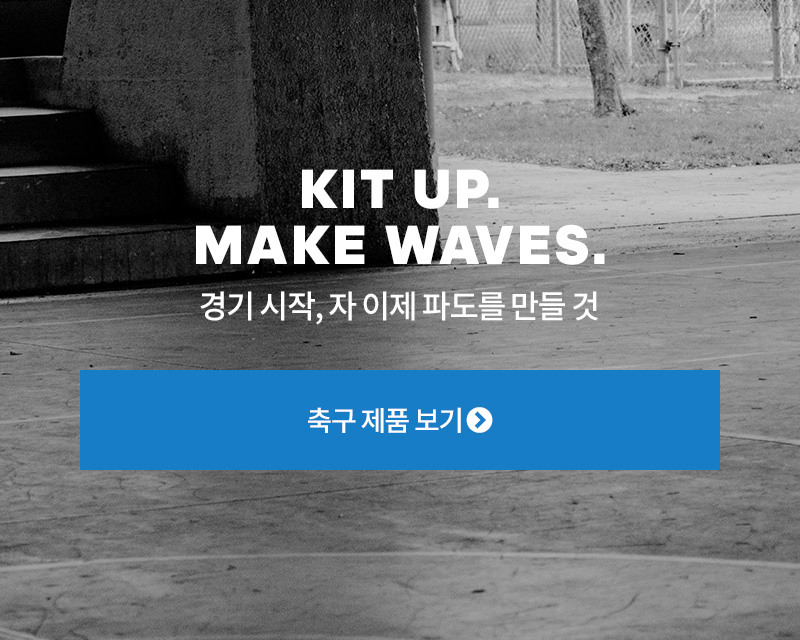 KIT UP.
MAKE WAVES.
경기 시작, 자 이제 파도를 만들 것
축구 제품 보기